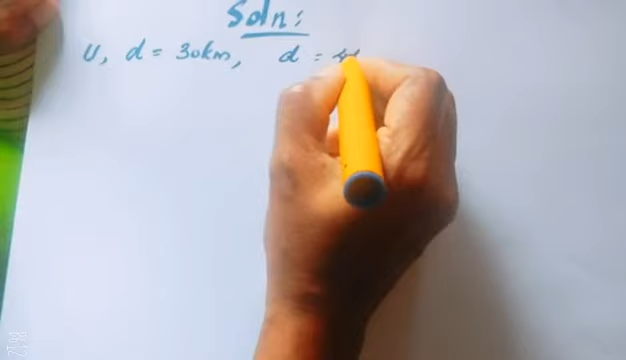 Soln:
U, d = 30km, d =